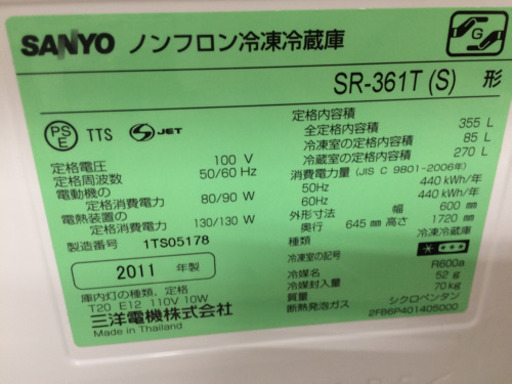 SANYO ノンフロン冷凍冷蔵庫
G
SR-361T (S) 形
PS E TTS S JET
定格電圧 100 V
定格周波数 50/60 Hz
電動機の
定格消費電力 80/90 W
電熱装置の
定格消費電力 130/130 W
製造番号 1TS05178
2011 年製
庫内灯の種類、定格
T20 E12 110V 10W
三洋電機株式会社
Made in Thailand
定格内容積
全定格内容積 355 L
冷凍室の定格内容積 85 L
冷蔵室の定格内容積 270 L
消費電力量 (JIS C 9801-2006年)
50Hz 440 kWh/年
60Hz 440 kWh/年
外形寸法 幅 600 mm
奥行 645 mm 高さ 1720 mm
種類 冷凍冷蔵庫
冷凍室の記号
冷媒名 R600a
冷媒封入量 52 g
質量 70 kg
断熱発泡ガス シクロペンタン
2FB6P401405000